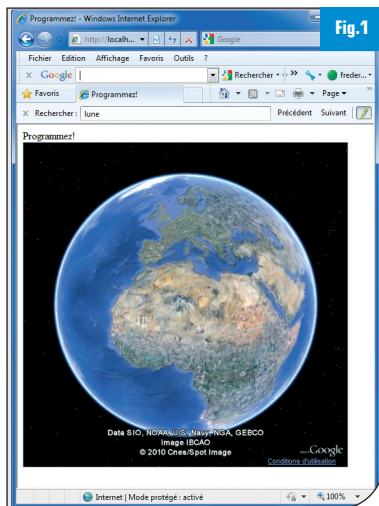 Programmez! - Windows Internet Explorer
Fig.1
http://localh...
Google
Fichier Edition Affichage Favoris Outils ?
x Google Rechercher » freder...
Favoris Programmez! Page »
x Rechercher : lune Précédent Suivant
Programmez!
Data SIO, NOAA, U.S. Navy, NGA, GEBCO
Image IBCAO
© 2010 Cnes/Spot Image
Google
Conditions d'utilisation
Internet | Mode protégé : activé 100%